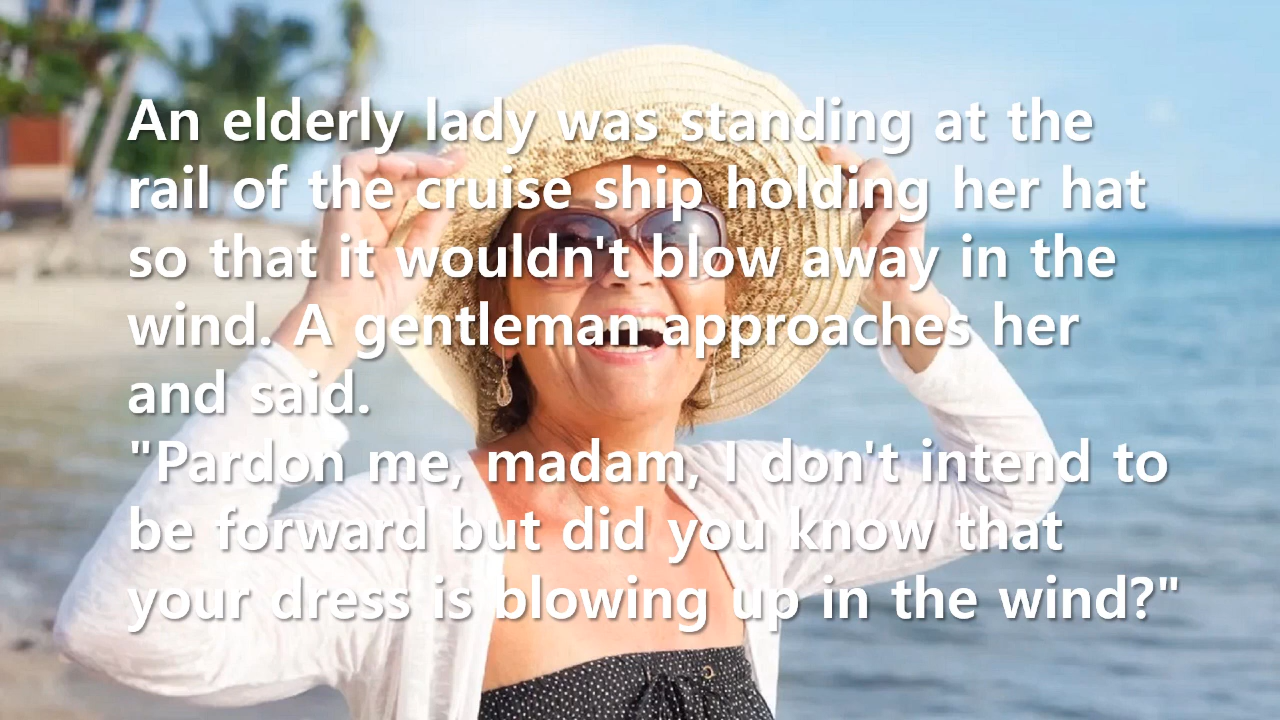 An elderly lady was standing at the
rail of the cruise ship holding her hat
so that it wouldn't blow away in the
wind. A gentleman approaches her
and said.
"Pardon me, madam, I don't intend to
be forward but did you know that
your dress is blowing up in the wind?"